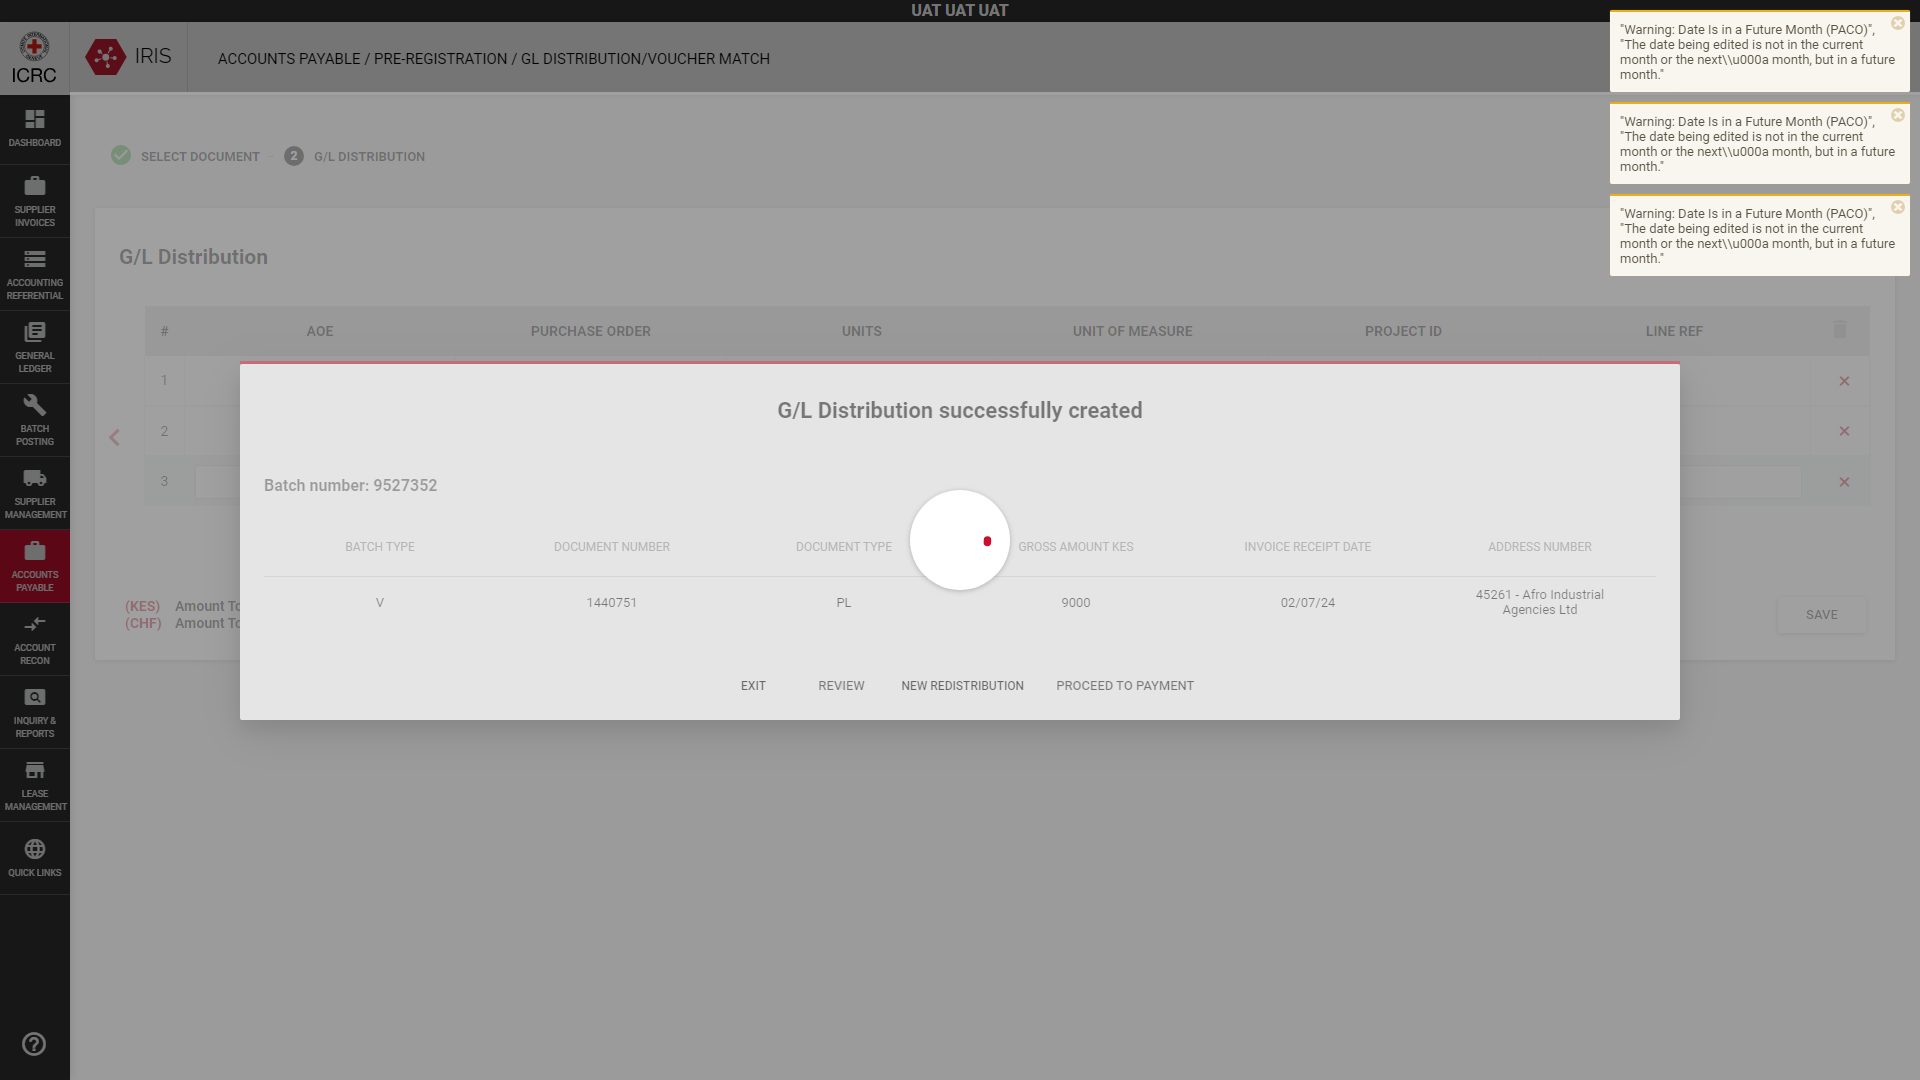 UAT UAT UAT
ICRC
IRIS
ACCOUNTS PAYABLE / PRE-REGISTRATION / GL DISTRIBUTION/VOUCHER MATCH
"Warning: Date Is in a Future Month (PACO)",
"The date being edited is not in the current
month or the next\\u000a month, but in a future
month."
"Warning: Date Is in a Future Month (PACO)",
"The date being edited is not in the current
month or the next\\u000a month, but in a future
month."
"Warning: Date Is in a Future Month (PACO)",
"The date being edited is not in the current
month or the next\\u000a month, but in a future
month."
DASHBOARD
SUPPLIER
INVOICES
ACCOUNTING
REFERENTIAL
GENERAL
LEDGER
BATCH
POSTING
SUPPLIER
MANAGEMENT
ACCOUNTS
PAYABLE
ACCOUNT
RECON
INQUIRY &
REPORTS
LEASE
MANAGEMENT
QUICK LINKS
SELECT DOCUMENT 2 G/L DISTRIBUTION
G/L Distribution
# AOE PURCHASE ORDER UNITS UNIT OF MEASURE PROJECT ID LINE REF
1
2
3
(KES) Amount To
(CHF) Amount To
SAVE
G/L Distribution successfully created
Batch number: 9527352
BATCH TYPE DOCUMENT NUMBER DOCUMENT TYPE GROSS AMOUNT KES INVOICE RECEIPT DATE ADDRESS NUMBER
V 1440751 PL 9000 02/07/24 45261 - Afro Industrial
Agencies Ltd
EXIT REVIEW NEW REDISTRIBUTION PROCEED TO PAYMENT